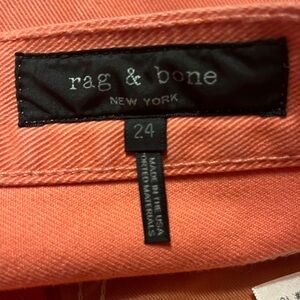 rag & bone
NEW YORK
24
MADE IN THE USA
IMPORTED MATERIALS